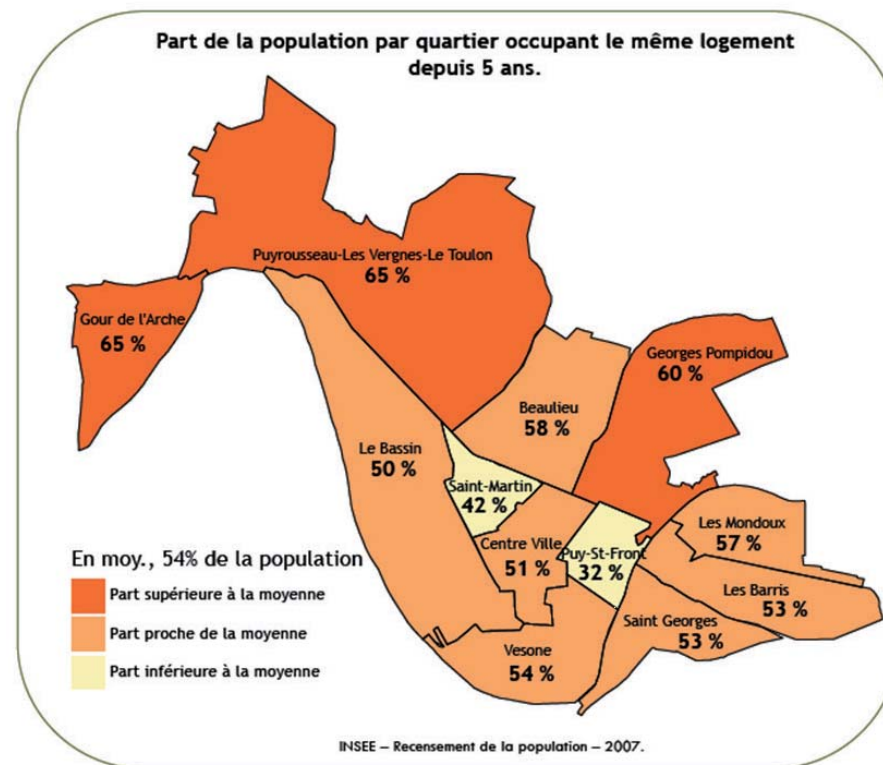 Part de la population par quartier occupant le même logement
depuis 5 ans.
Puyrousseau-Les Vergnes-Le Toulon
65 %
Gour de l'Arche
65 %
Georges Pompidou
60 %
Beaulieu
58 %
Le Bassin
50 %
Saint-Martin
42 %
Les Mondoux
57 %
Centre Ville
51 %
Puy-St-Front
32 %
Les Barris
53 %
Saint Georges
53 %
Vesone
54 %
En moy., 54% de la population
Part supérieure à la moyenne
Part proche de la moyenne
Part inférieure à la moyenne
INSEE – Recensement de la population – 2007.